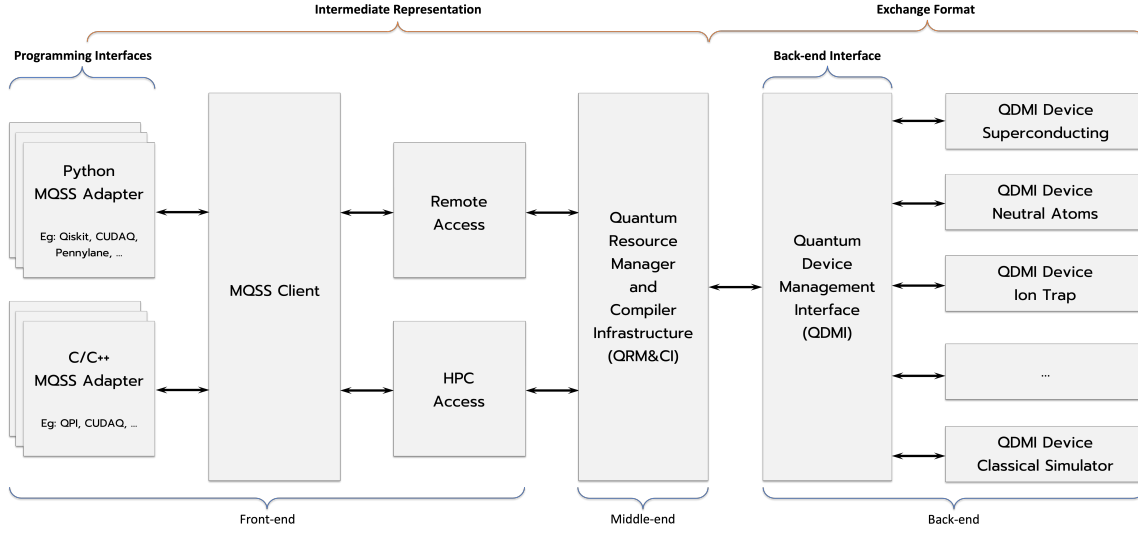 Intermediate Representation
Exchange Format
Programming Interfaces
Back-end Interface
Python
MQSS Adapter
Eg: Qiskit, CUDAQ,
Pennylane, ...
C/C++
MQSS Adapter
Eg: QPI, CUDAQ, ...
MQSS Client
Remote
Access
HPC
Access
Quantum
Resource
Manager
and
Compiler
Infrastructure
(QRM&CI)
Quantum
Device
Management
Interface
(QDMI)
QDMI Device
Superconducting
QDMI Device
Neutral Atoms
QDMI Device
Ion Trap
...
QDMI Device
Classical Simulator
Front-end
Middle-end
Back-end